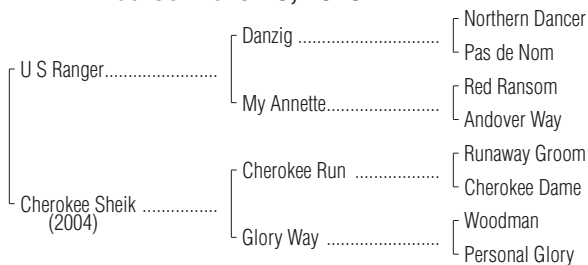 Northern Dancer
Danzig ................................
Pas de Nom
U S Ranger.........................
Red Ransom
My Annette..........................
Andover Way
Runaway Groom
Cherokee Run ...................
Cherokee Dame
Cherokee Sheik .................
(2004)
Woodman
Glory Way ........................
Personal Glory